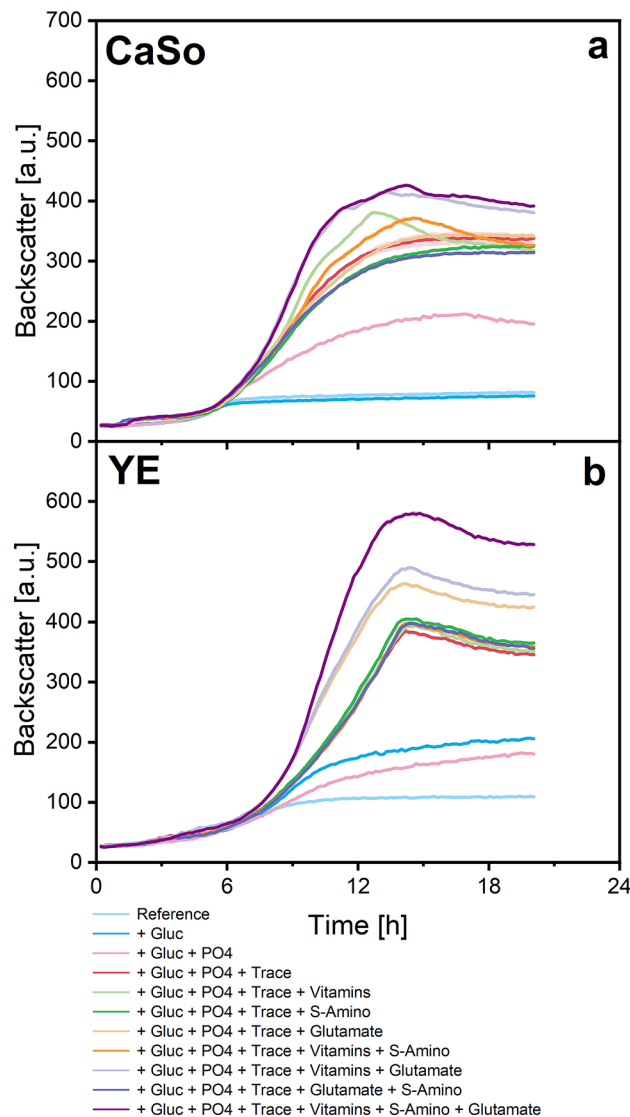 CaSo
a
700
600
500
400
300
200
100
0
Backscatter [a.u.]
YE
b
600
500
400
300
200
100
0
Backscatter [a.u.]
0 6 12 18 24
Time [h]
Reference
+ Gluc
+ Gluc + PO4
+ Gluc + PO4 + Trace
+ Gluc + PO4 + Trace + Vitamins
+ Gluc + PO4 + Trace + S-Amino
+ Gluc + PO4 + Trace + Glutamate
+ Gluc + PO4 + Trace + Vitamins + S-Amino
+ Gluc + PO4 + Trace + Vitamins + Glutamate
+ Gluc + PO4 + Trace + Glutamate + S-Amino
+ Gluc + PO4 + Trace + Vitamins + S-Amino + Glutamate